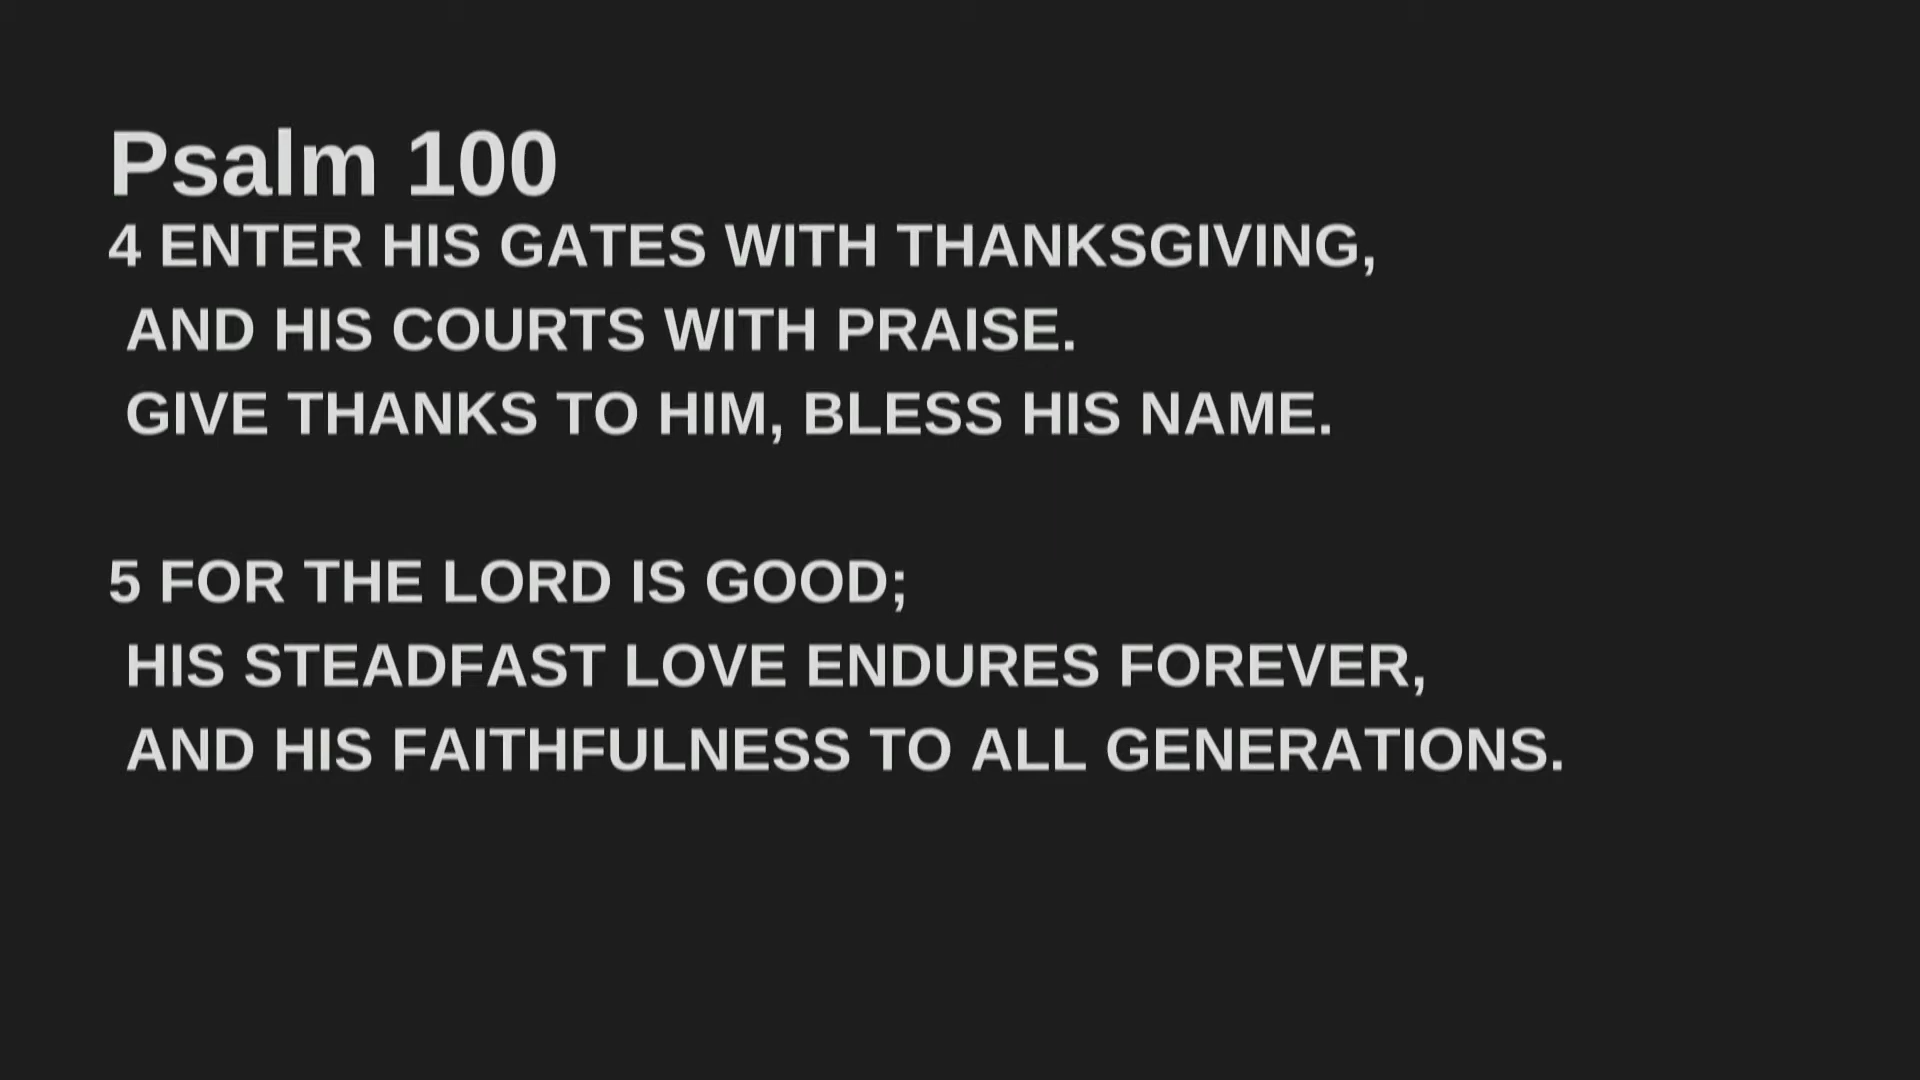 Psalm 100
4 ENTER HIS GATES WITH THANKSGIVING,
AND HIS COURTS WITH PRAISE.
GIVE THANKS TO HIM, BLESS HIS NAME.
5 FOR THE LORD IS GOOD;
HIS STEADFAST LOVE ENDURES FOREVER,
AND HIS FAITHFULNESS TO ALL GENERATIONS.